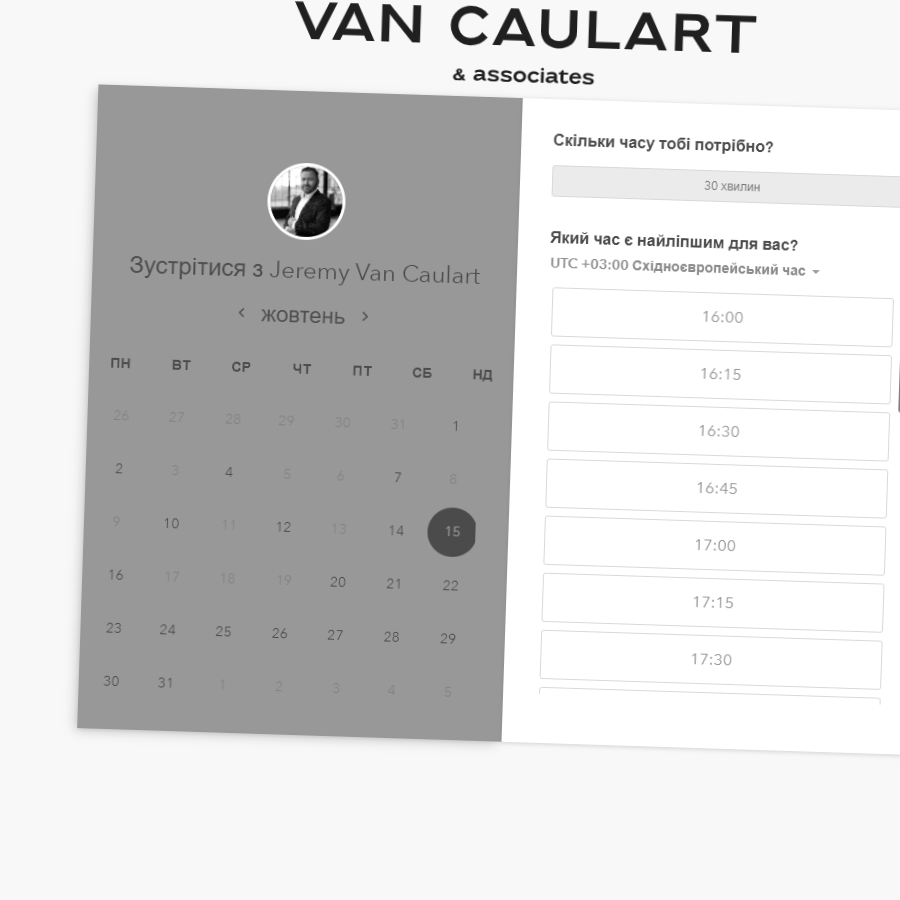 VAN CAULART
& associates
Зустрітися з Jeremy Van Caulart
жовтень
ПН ВТ СР ЧТ ПТ СБ НД
26 27 28 29 30 31 1
2 3 4 5 6 7 8
9 10 11 12 13 14 15
16 17 18 19 20 21 22
23 24 25 26 27 28 29
30 31 1 2 3 4 5
Скільки часу тобі потрібно?
30 хвилин
Який час є найліпшим для вас?
UTC +03:00 Східноєвропейський час
16:00
16:15
16:30
16:45
17:00
17:15
17:30